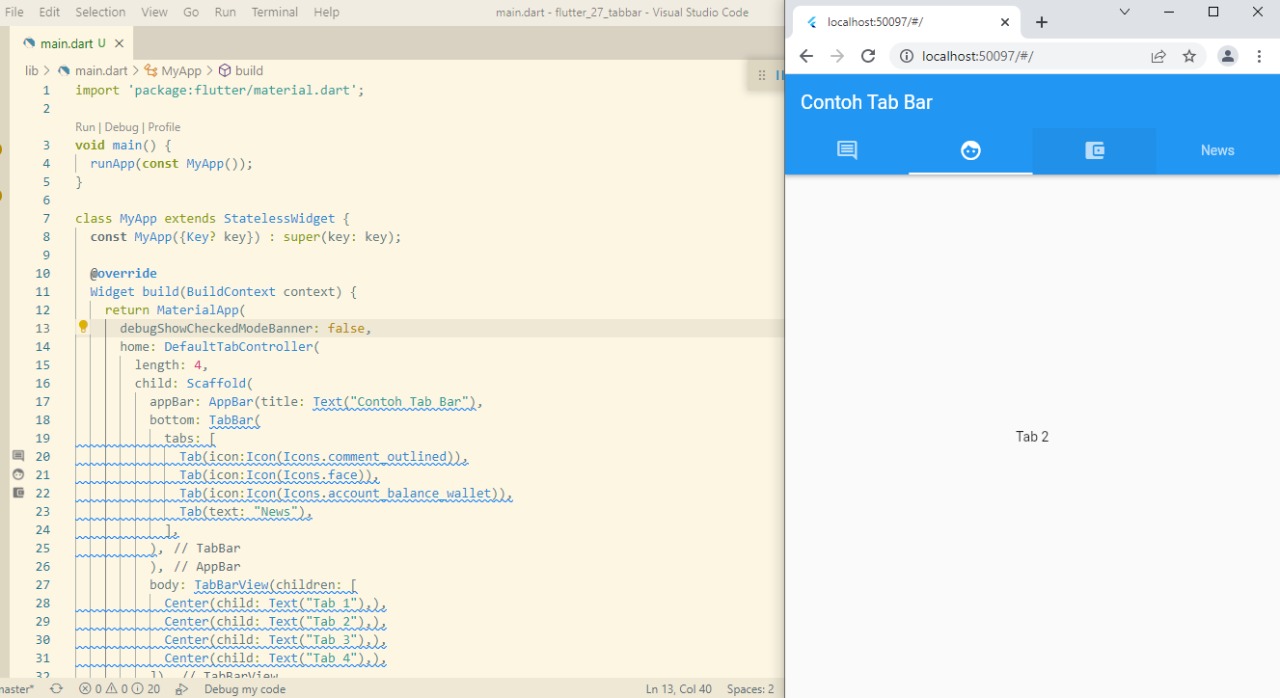 File Edit Selection View Go Run Terminal Help
main.dart - flutter_27_tabbar - Visual Studio Code
main.dart U
lib > main.dart > MyApp > build
1 import 'package:flutter/material.dart';
2
Run | Debug | Profile
3 void main() {
4 runApp(const MyApp());
5 }
6
7 class MyApp extends StatelessWidget {
8 const MyApp({Key? key}) : super(key: key);
9
10 @override
11 Widget build(BuildContext context) {
12 return MaterialApp(
13 debugShowCheckedModeBanner: false,
14 home: DefaultTabController(
15 length: 4,
16 child: Scaffold(
17 appBar: AppBar(title: Text("Contoh Tab Bar"),
18 bottom: TabBar(
19 tabs: [
20 Tab(icon:Icon(Icons.comment_outlined)),
21 Tab(icon:Icon(Icons.face)),
22 Tab(icon:Icon(Icons.account_balance_wallet)),
23 Tab(text: "News"),
24 ],
25 ), // TabBar
26 ), // AppBar
27 body: TabBarView(children: [
28 Center(child: Text("Tab 1"),),
29 Center(child: Text("Tab 2"),),
30 Center(child: Text("Tab 3"),),
31 Center(child: Text("Tab 4"),),
32 ]), // TabBarView
master* 0 0 20 Debug my code
Ln 13, Col 40 Spaces: 2
localhost:50097/#/
localhost:50097/#/
Contoh Tab Bar
News
Tab 2